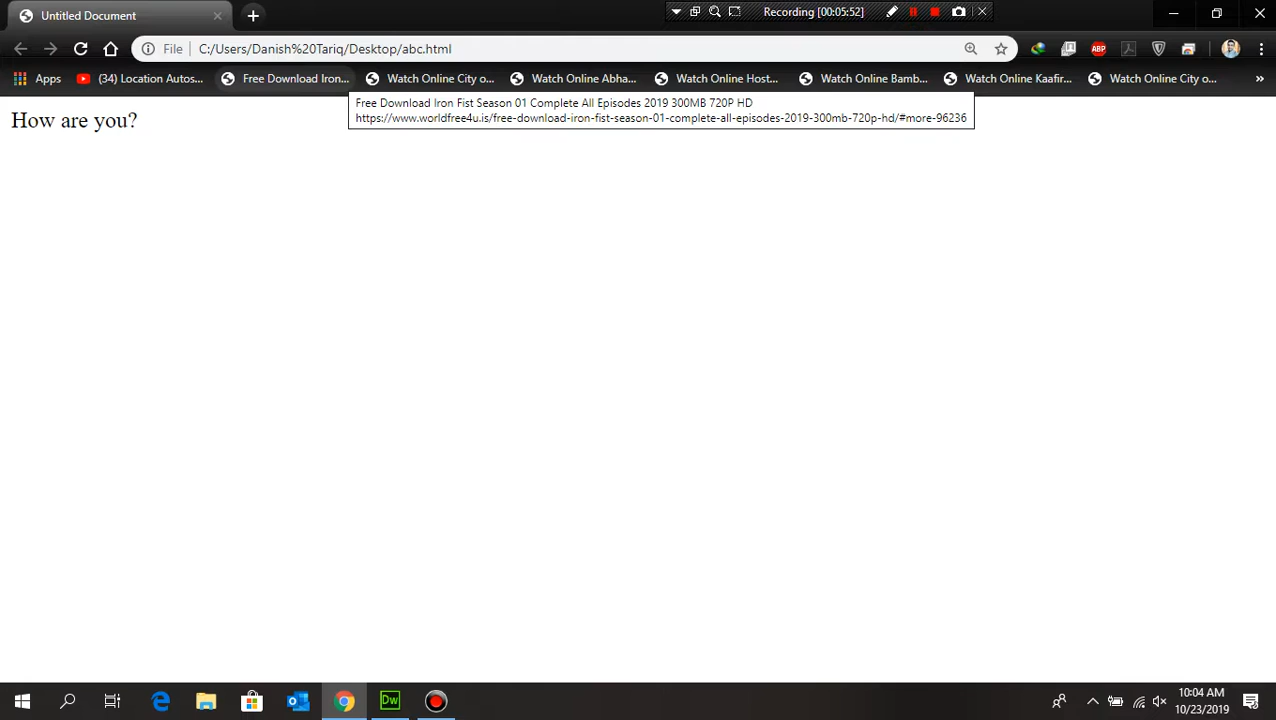 Untitled Document
Recording [00:05:52]
File
C:/Users/Danish%20Tariq/Desktop/abc.html
ABP
Apps
(34) Location Autos...
Free Download Iron...
Watch Online City o...
Watch Online Abha...
Watch Online Host...
Watch Online Bamb...
Watch Online Kaafir...
Watch Online City o...
Free Download Iron Fist Season 01 Complete All Episodes 2019 300MB 720P HD
https://www.worldfree4u.is/free-download-iron-fist-season-01-complete-all-episodes-2019-300mb-720p-hd/#more-96236
How are you?
Dw
10:04 AM
10/23/2019